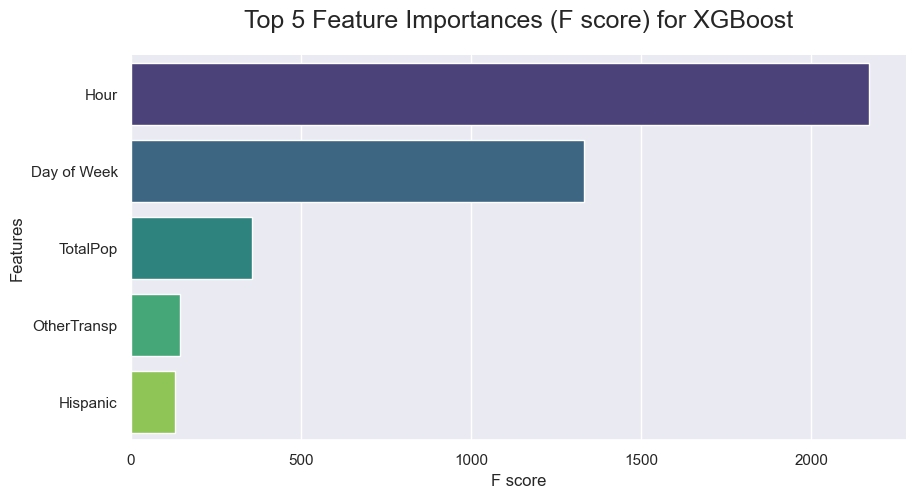 Top 5 Feature Importances (F score) for XGBoost
Features
Hour
Day of Week
TotalPop
OtherTransp
Hispanic
0 500 1000 1500 2000
F score